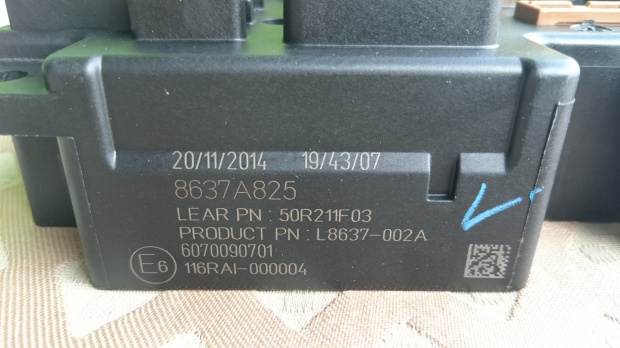 20/11/2014 19/43/07
8637A825
LEAR PN : 50R211F03
PRODUCT PN : L8637-002A
6070090701
E6 116RAI-000004